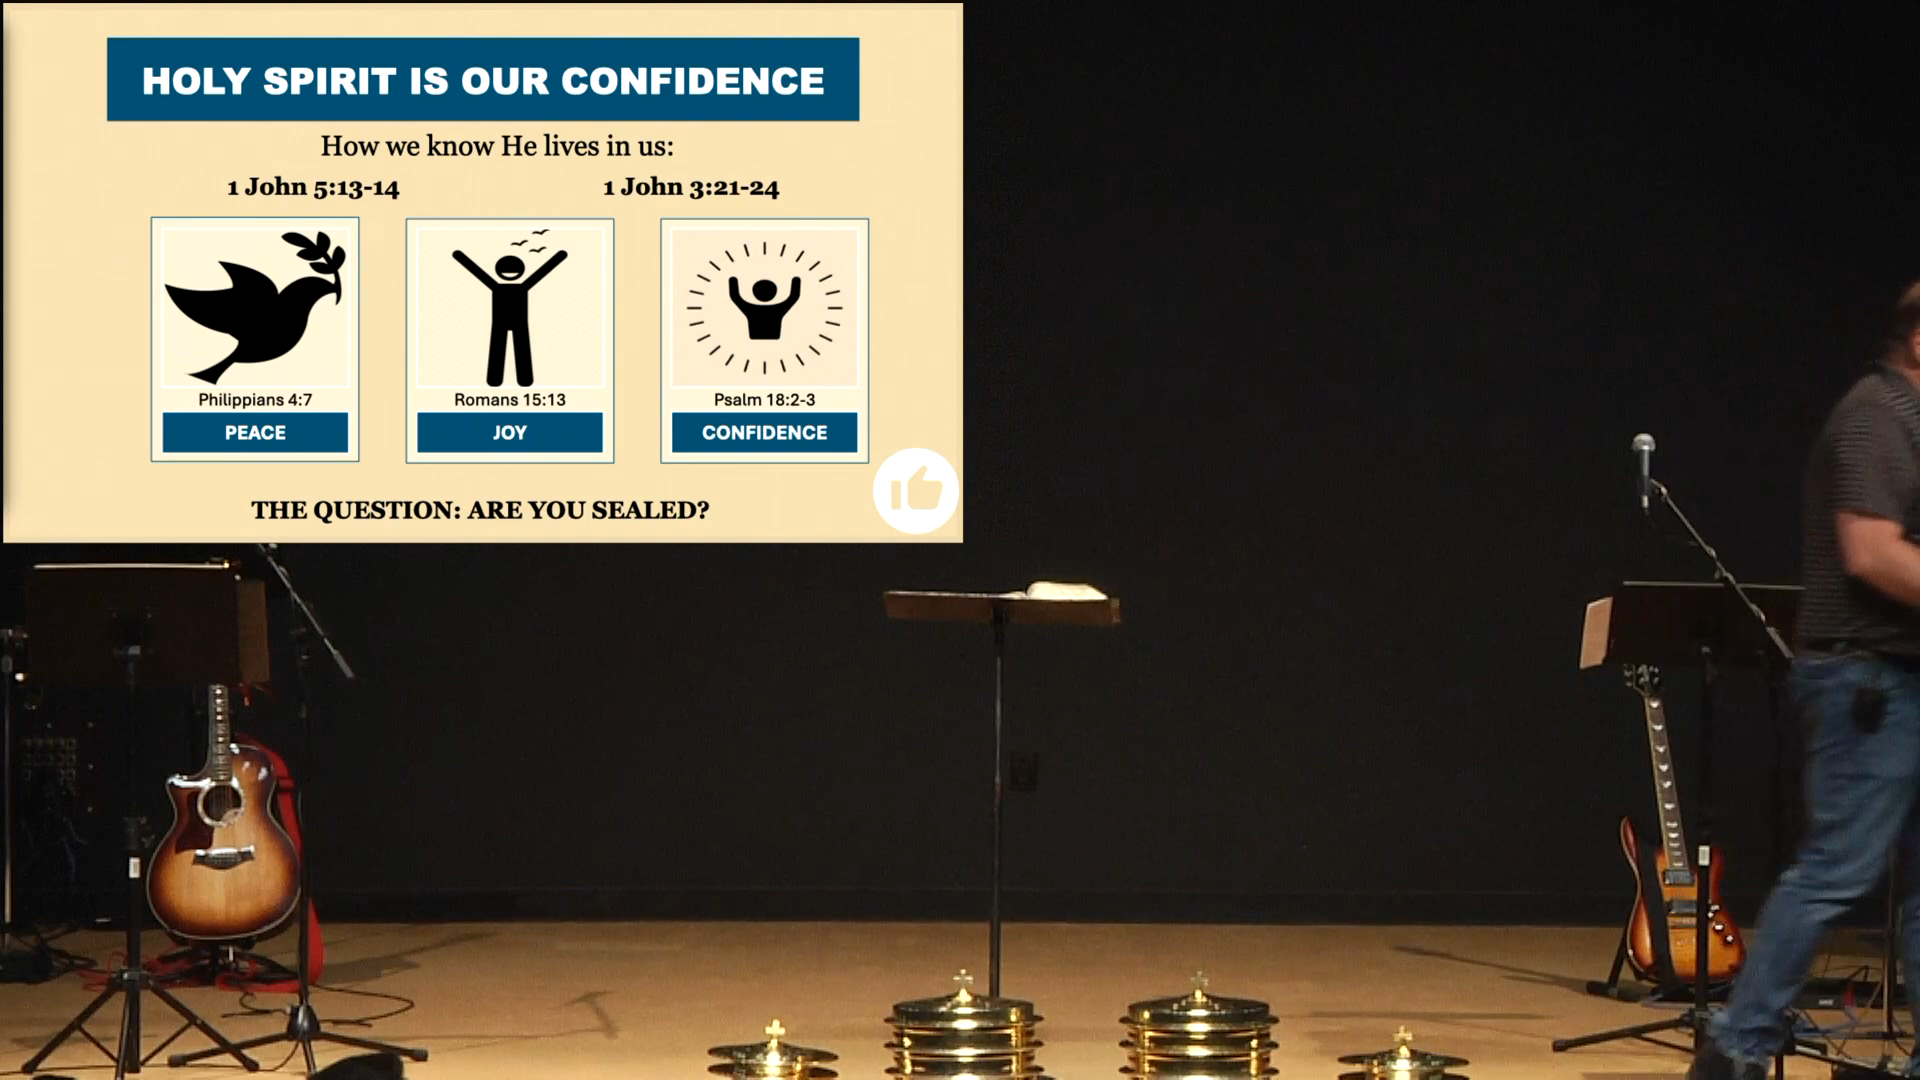 HOLY SPIRIT IS OUR CONFIDENCE
How we know He lives in us:
1 John 5:13-14
1 John 3:21-24
Philippians 4:7
PEACE
Romans 15:13
JOY
Psalm 18:2-3
CONFIDENCE
THE QUESTION: ARE YOU SEALED?